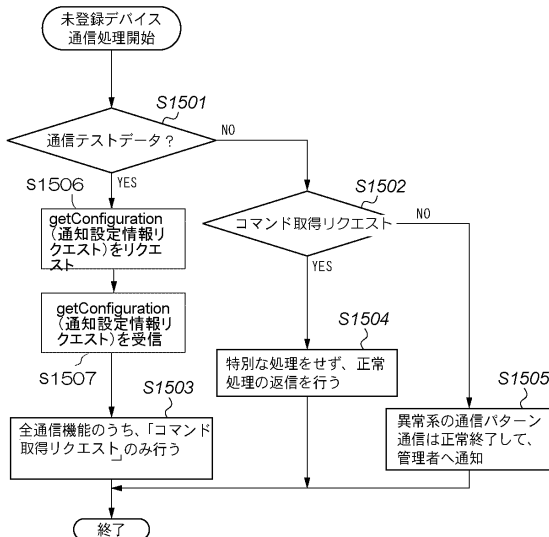 未登録デバイス
通信処理開始
S1501
通信テストデータ？
NO
YES
S1506
getConfiguration
（通知設定情報リ
クエスト）をリクエ
スト
S1502
コマンド取得リクエスト
NO
YES
getConfiguration
（通知設定情報リ
クエスト）を受信
S1507
S1504
特別な処理をせず、正常
処理の返信を行う
S1503
全通信機能のうち、「コマンド
取得リクエスト」のみ行う
S1505
異常系の通信パターン
通信は正常終了して、
管理者へ通知
終了